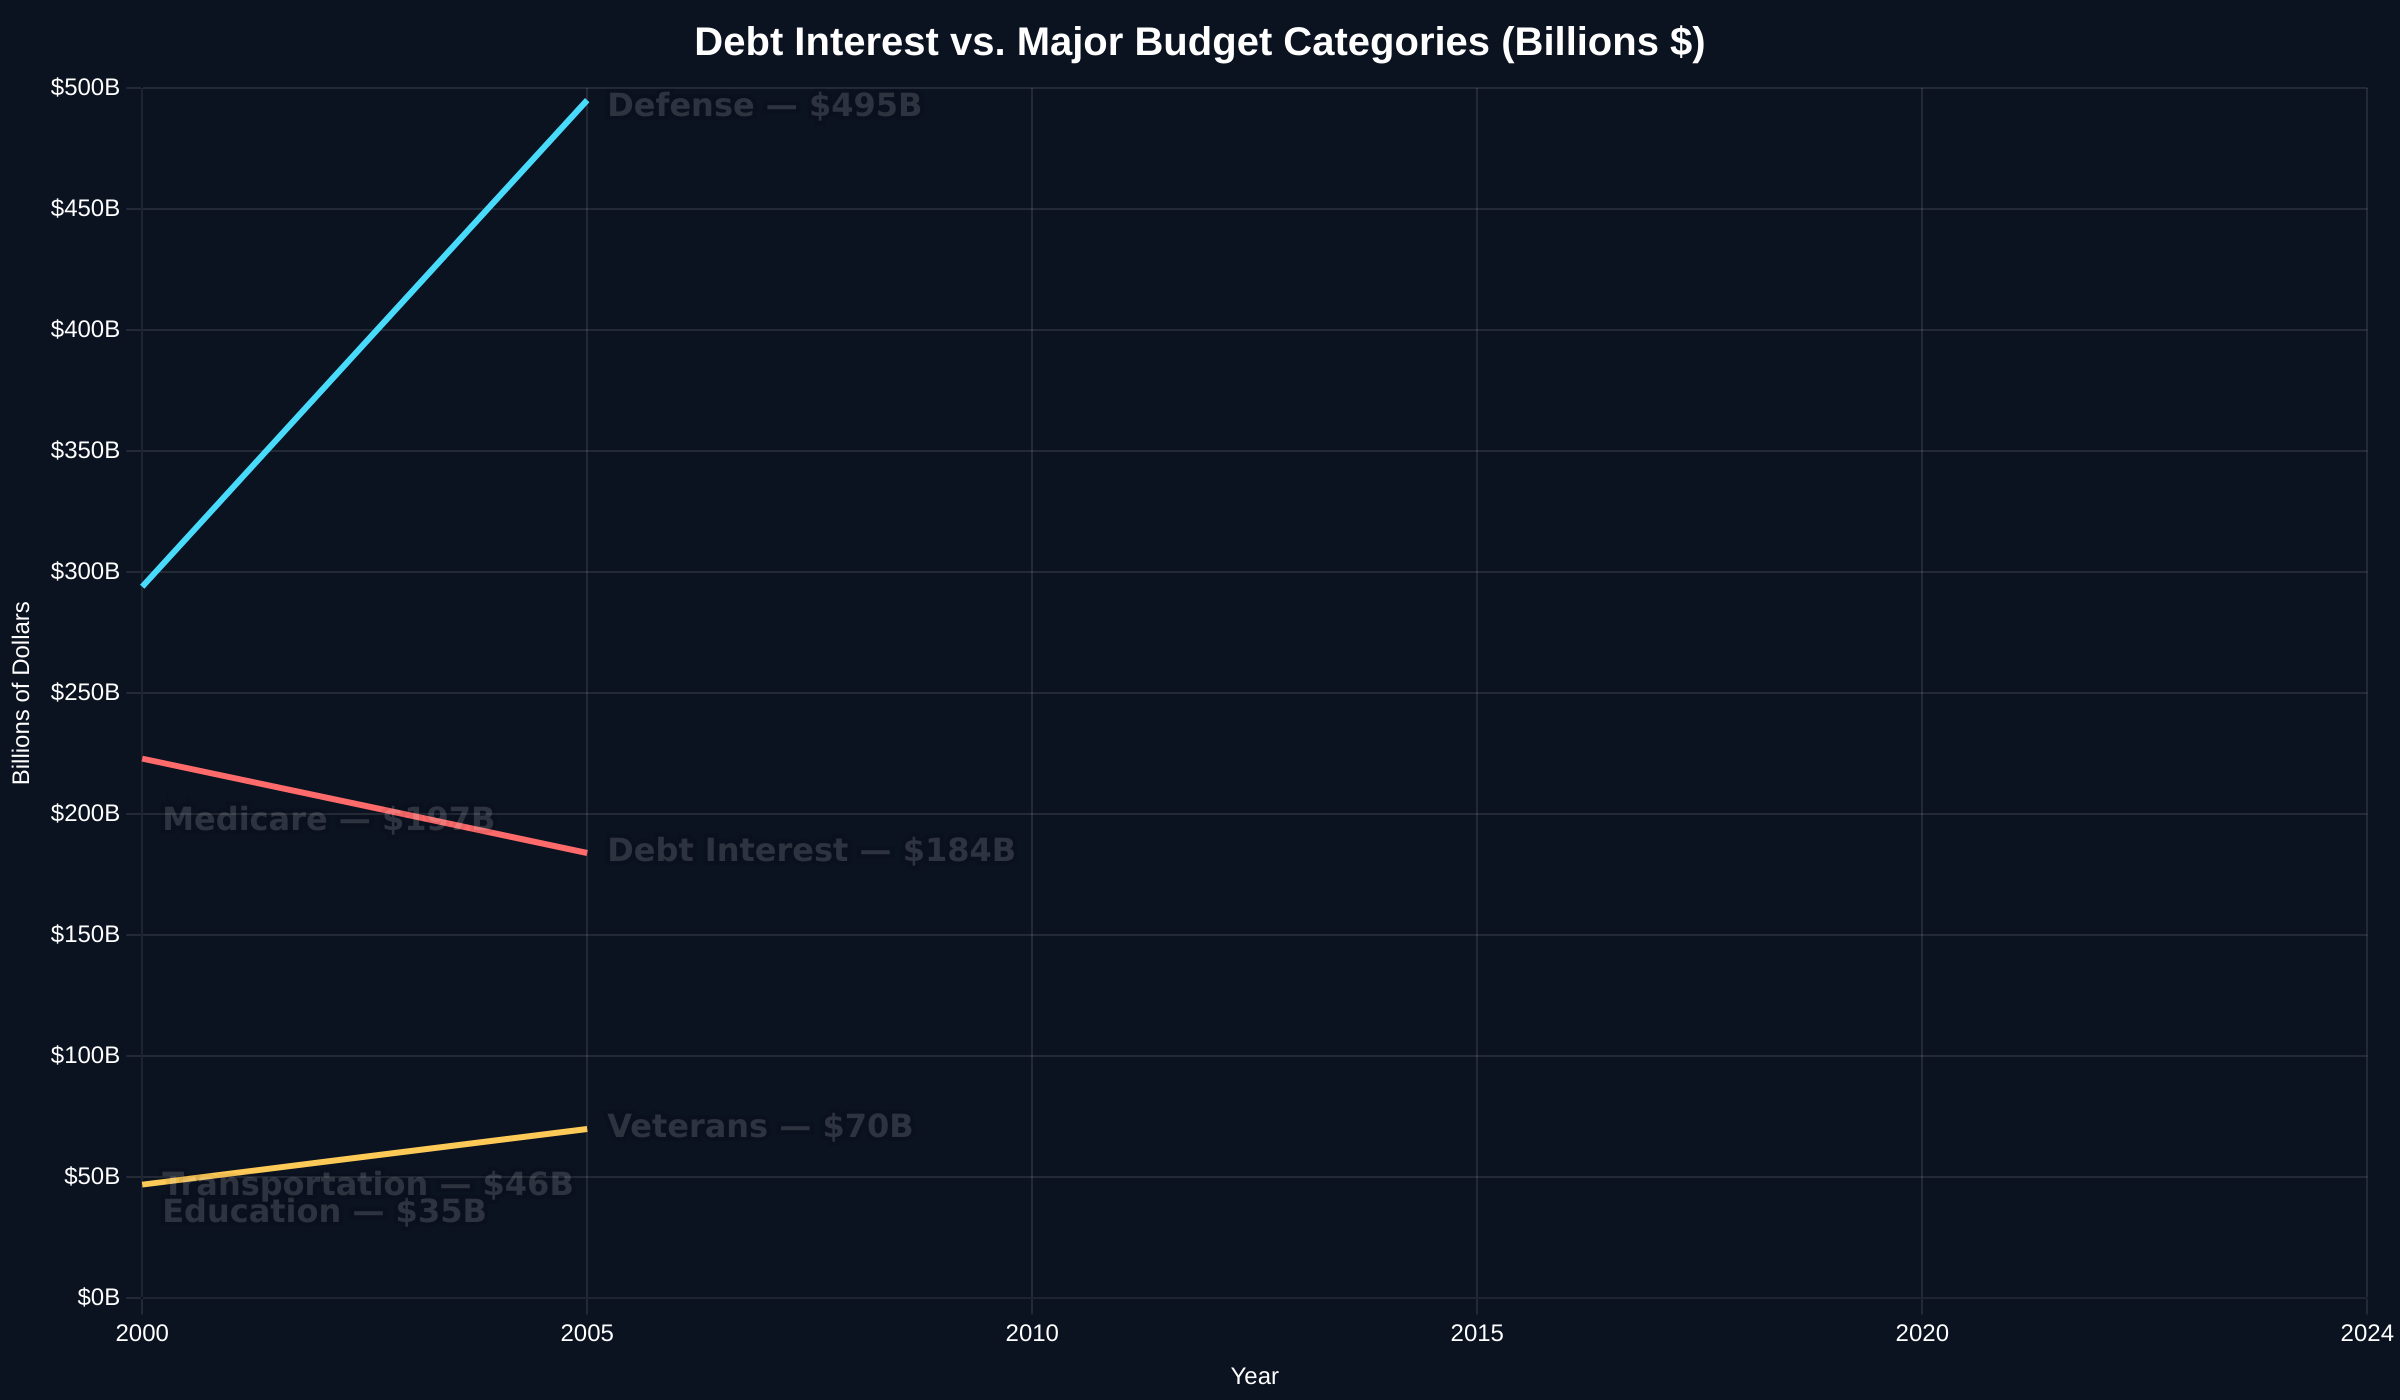 Debt Interest vs. Major Budget Categories (Billions $)
$500B
Defense — $495B
$450B
$400B
$350B
$300B
$250B
$200B
Medicare — $197B
Debt Interest — $184B
$150B
$100B
Veterans — $70B
$50B
Transportation — $46B
Education — $35B
$0B
Billions of Dollars
2000 2005 2010 2015 2020 2024
Year